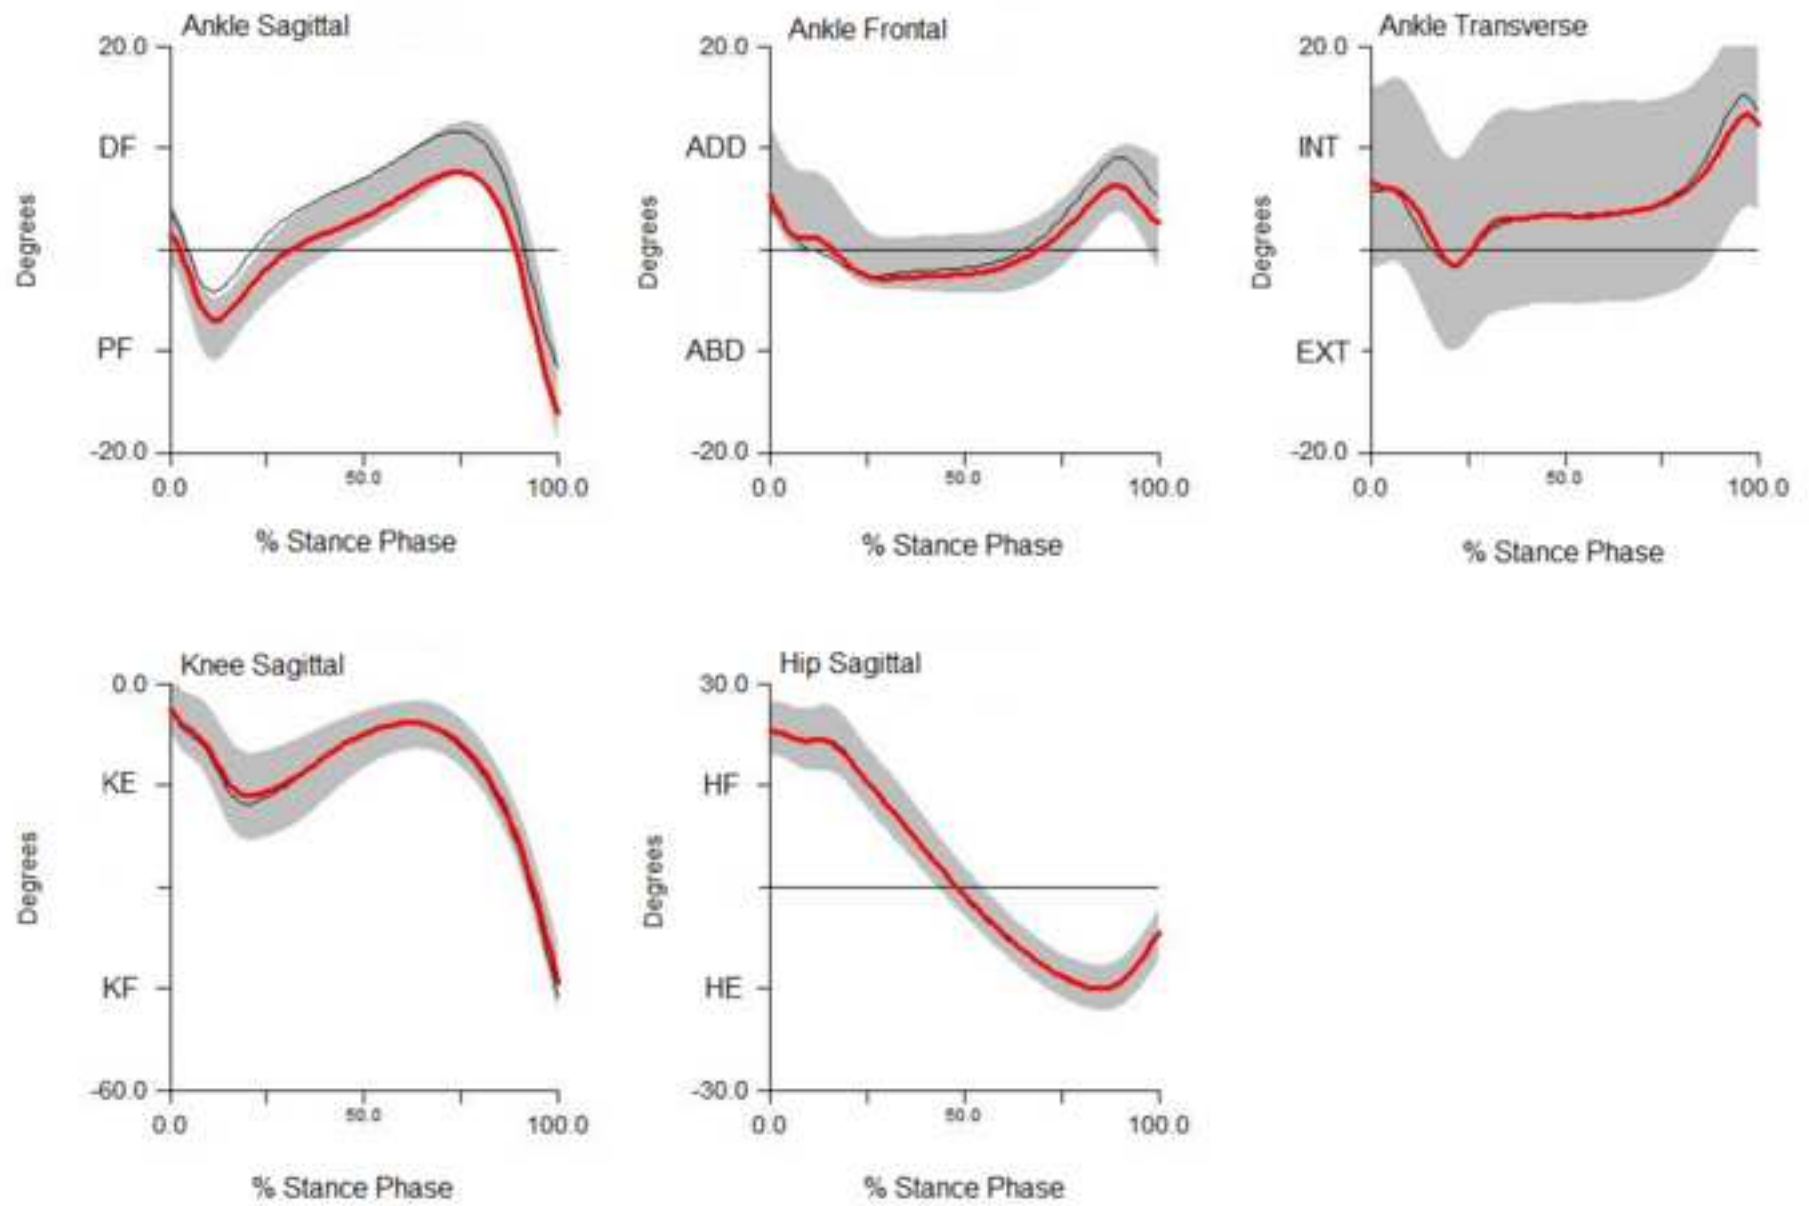 Ankle Sagittal
20.0
DF
PF
-20.0
Degrees
0.0 50.0 100.0
% Stance Phase
Ankle Frontal
20.0
ADD
ABD
-20.0
Degrees
0.0 50.0 100.0
% Stance Phase
Ankle Transverse
20.0
INT
EXT
-20.0
Degrees
0.0 50.0 100.0
% Stance Phase
Knee Sagittal
0.0
KE
KF
-60.0
Degrees
0.0 50.0 100.0
% Stance Phase
Hip Sagittal
30.0
HF
HE
-30.0
Degrees
0.0 50.0 100.0
% Stance Phase